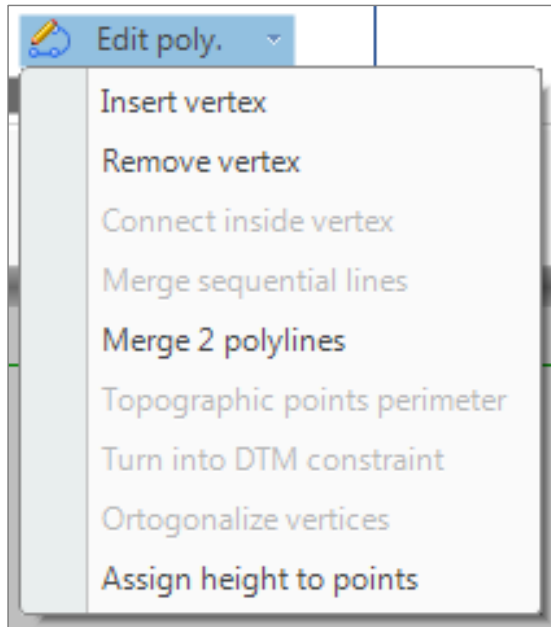 Edit poly.
Insert vertex
Remove vertex
Connect inside vertex
Merge sequential lines
Merge 2 polylines
Topographic points perimeter
Turn into DTM constraint
Ortogonalize vertices
Assign height to points